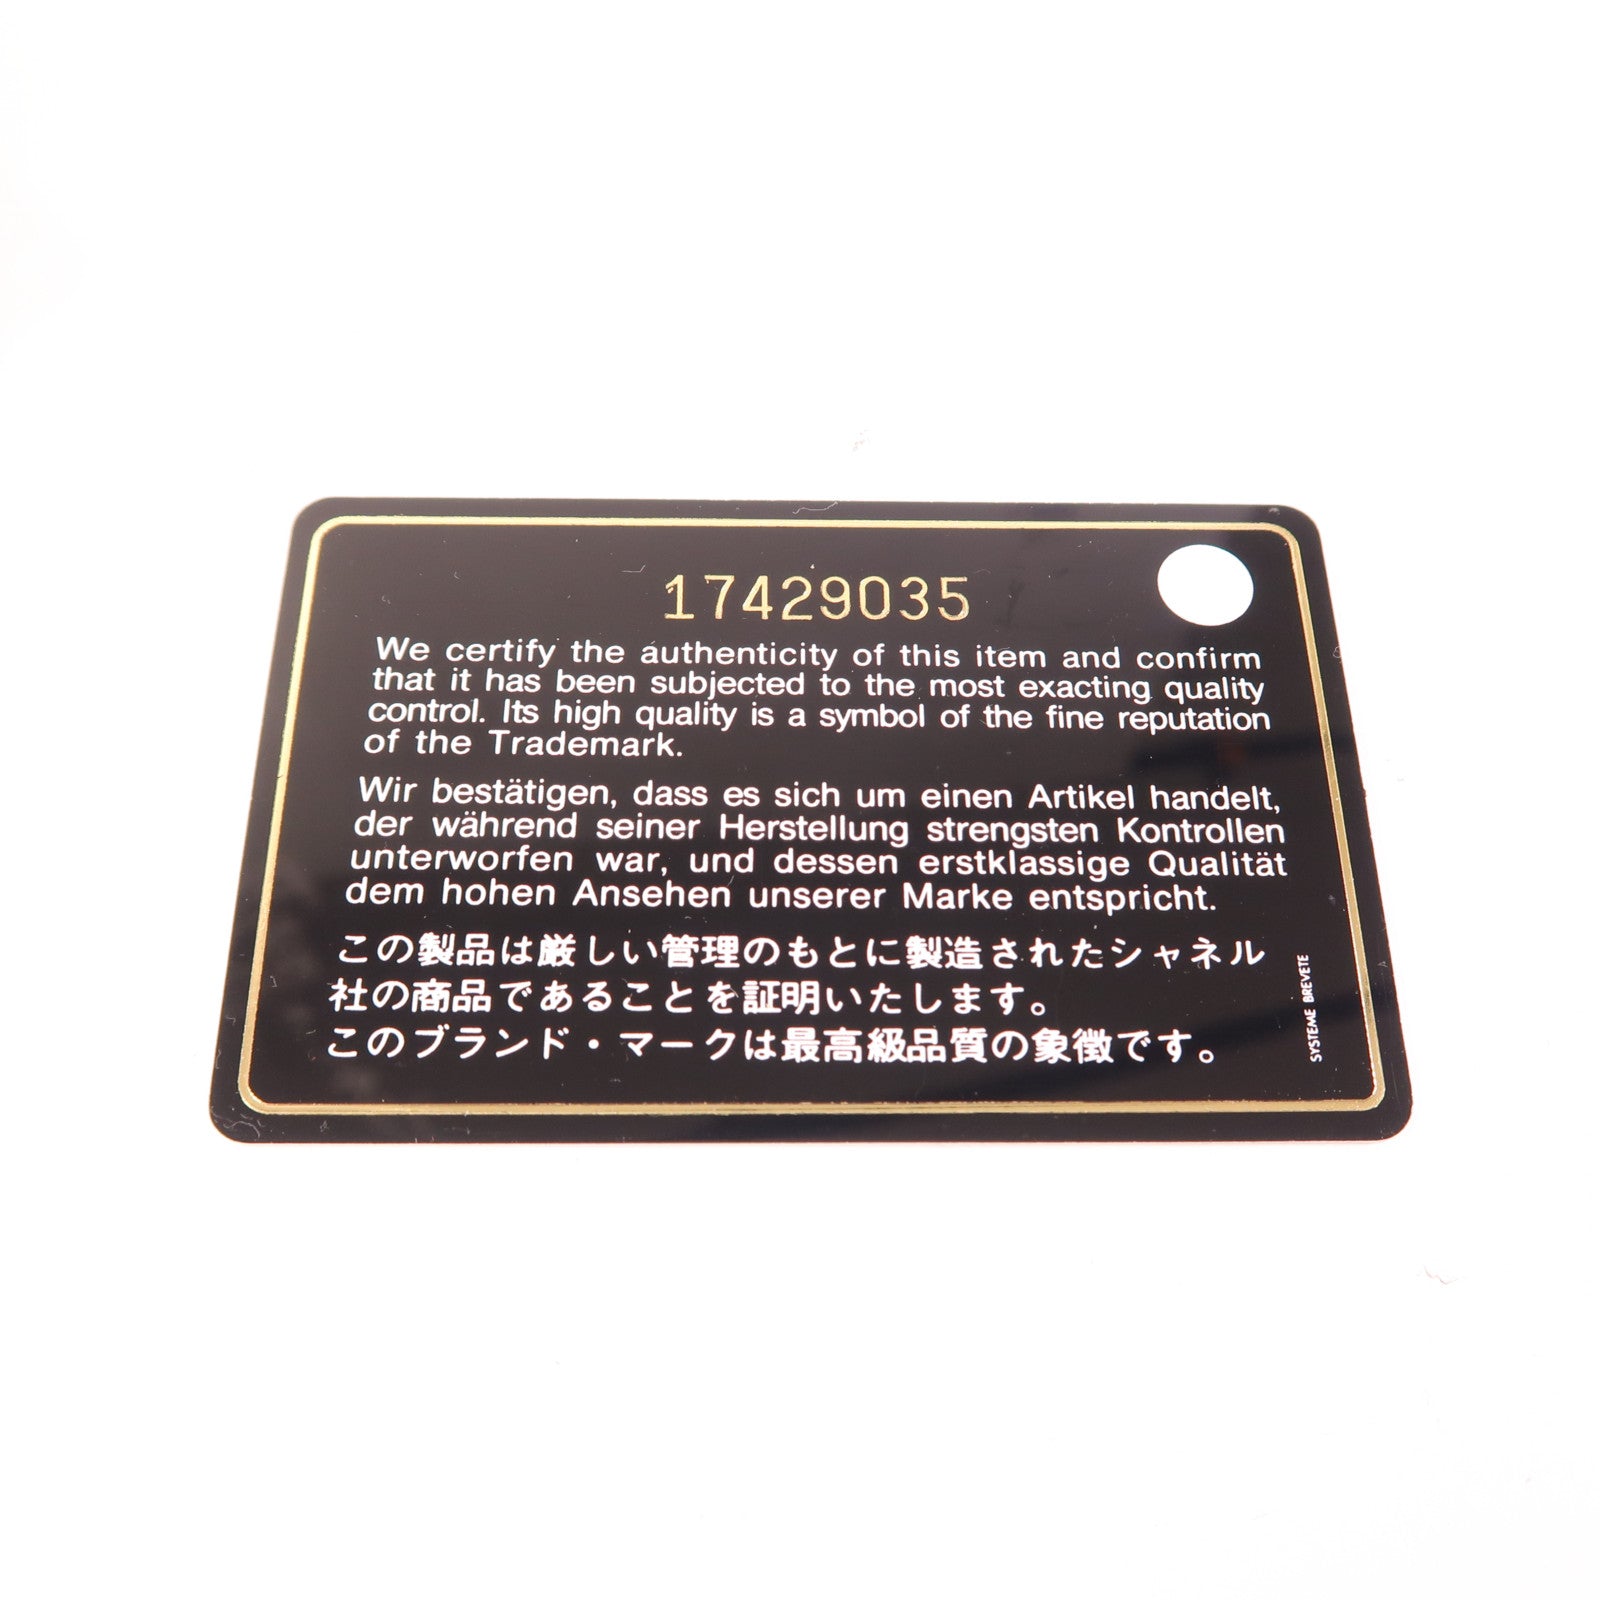 17429035
We certify the authenticity of this item and confirm
that it has been subjected to the most exacting quality
control. Its high quality is a symbol of the fine reputation
of the Trademark.
Wir bestätigen, dass es sich um einen Artikel handelt,
der während seiner Herstellung strengsten Kontrollen
unterworfen war, und dessen erstklassige Qualität
dem hohen Ansehen unserer Marke entspricht.
この製品は厳しい管理のもとに製造されたシャネル
社の商品であることを証明いたします。
このブランド・マークは最高級品質の象徴です。
SYSTEME BREVETE